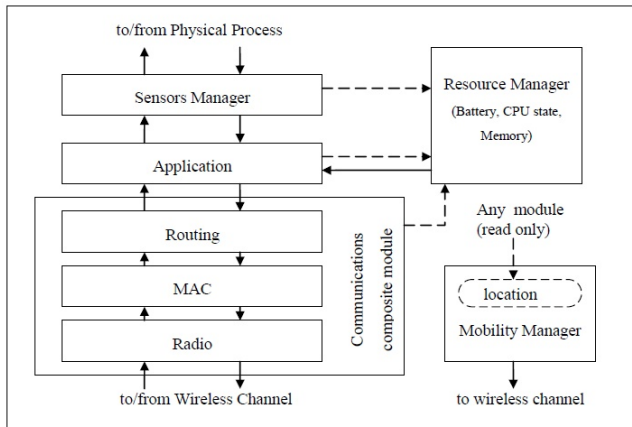 to/from Physical Process
Sensors Manager
Application
Routing
MAC
Radio
Communications
composite module
to/from Wireless Channel
Resource Manager
(Battery, CPU state,
Memory)
Any module
(read only)
location
Mobility Manager
to wireless channel